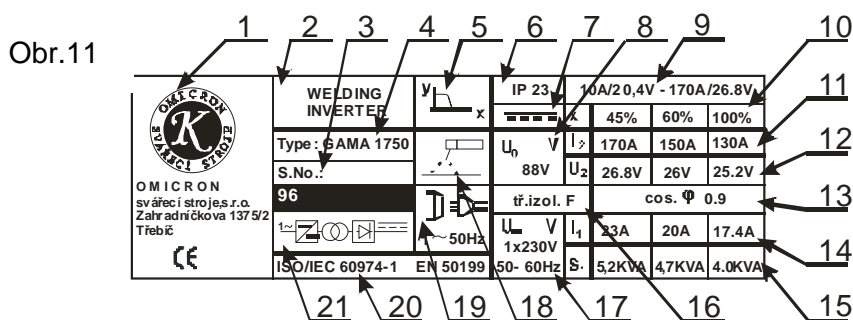 Obr.11
1 2 3 4 5 6 7 8 9 10
11
12
13
14
15
21 20 19 18 17 16
OMICRON
K
SVÁŘECÍ STROJE
OMICRON
svářecí stroje,s.r.o.
Zahradníčkova 1375/2
Třebíč
CE
WELDING
INVERTER
Type : GAMA 1750
S.No.:
96
1~
ISO/IEC 60974-1 EN 50199
y
x
1~50Hz
IP 23 10A/20,4V - 170A/26.8V
x 45% 60% 100%
U0 V
88V
I2 170A 150A 130A
U2 26.8V 26V 25.2V
tř.izol. F cos. φ 0.9
U V
1x230V
50- 60Hz
I1 23A 20A 17.4A
S. 5,2KVA 4,7KVA 4.0KVA